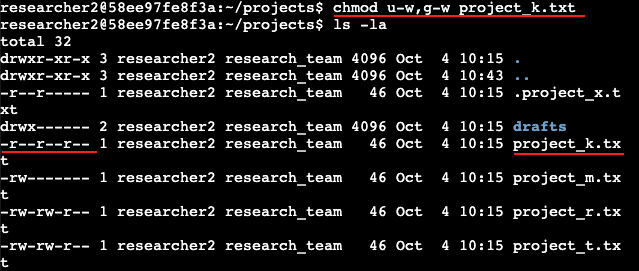 researcher2@58ee97fe8f3a:~/projects$ chmod u-w,g-w project_k.txt
researcher2@58ee97fe8f3a:~/projects$ ls -la
total 32
drwxr-xr-x 3 researcher2 research_team 4096 Oct  4 10:15 .
drwxr-xr-x 3 researcher2 research_team 4096 Oct  4 10:43 ..
-r--r----- 1 researcher2 research_team   46 Oct  4 10:15 .project_x.t
xt
drwx------ 2 researcher2 research_team 4096 Oct  4 10:15 drafts
-r--r--r-- 1 researcher2 research_team   46 Oct  4 10:15 project_k.tx
t
-rw------- 1 researcher2 research_team   46 Oct  4 10:15 project_m.tx
t
-rw-rw-r-- 1 researcher2 research_team   46 Oct  4 10:15 project_r.tx
t
-rw-rw-r-- 1 researcher2 research_team   46 Oct  4 10:15 project_t.tx
t